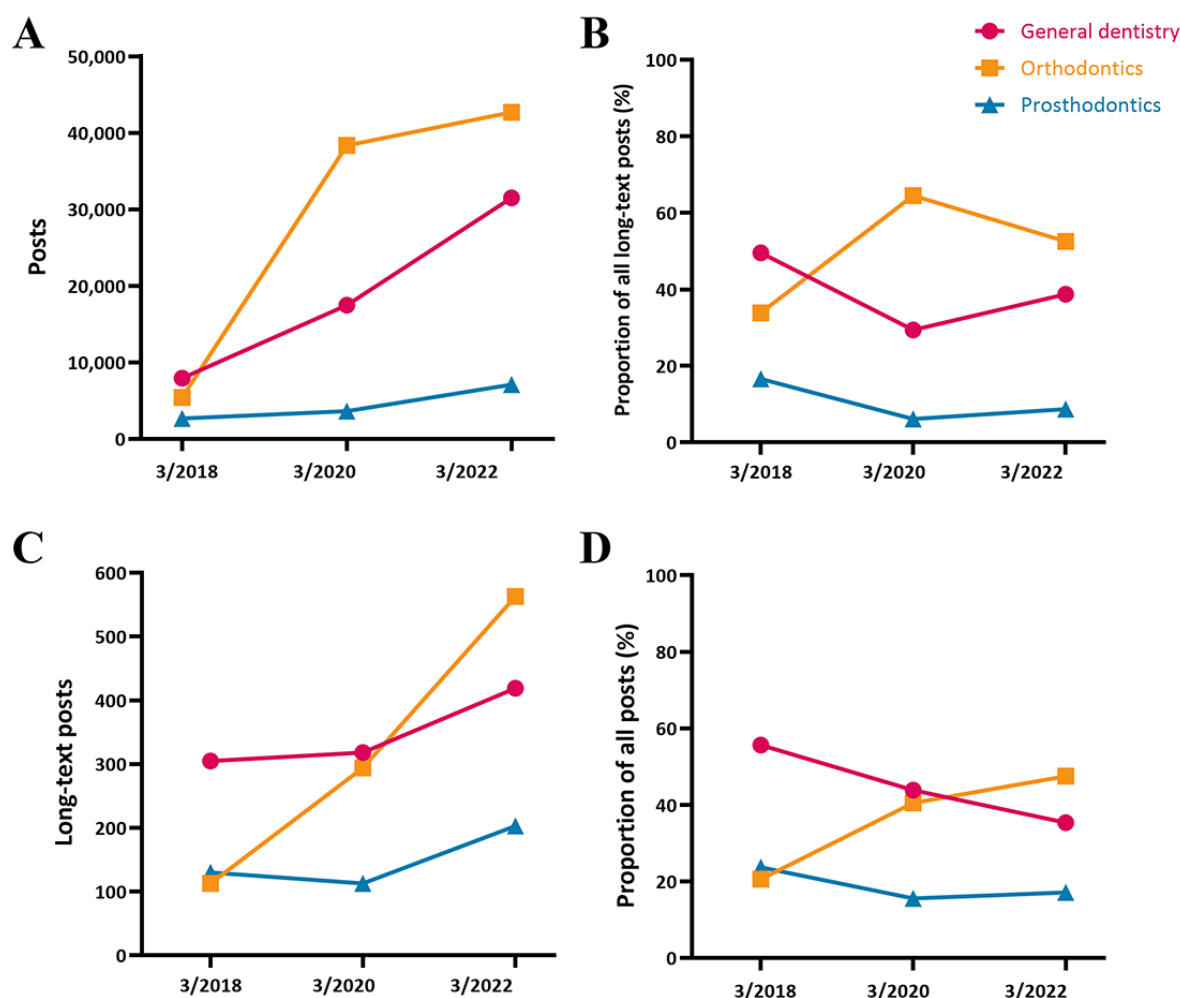 A
Posts
50,000
40,000
30,000
20,000
10,000
0
3/2018 3/2020 3/2022
B
General dentistry
Orthodontics
Prosthodontics
Proportion of all long-text posts (%)
100
80
60
40
20
0
3/2018 3/2020 3/2022
C
Long-text posts
600
500
400
300
200
100
0
3/2018 3/2020 3/2022
D
Proportion of all posts (%)
100
80
60
40
20
0
3/2018 3/2020 3/2022